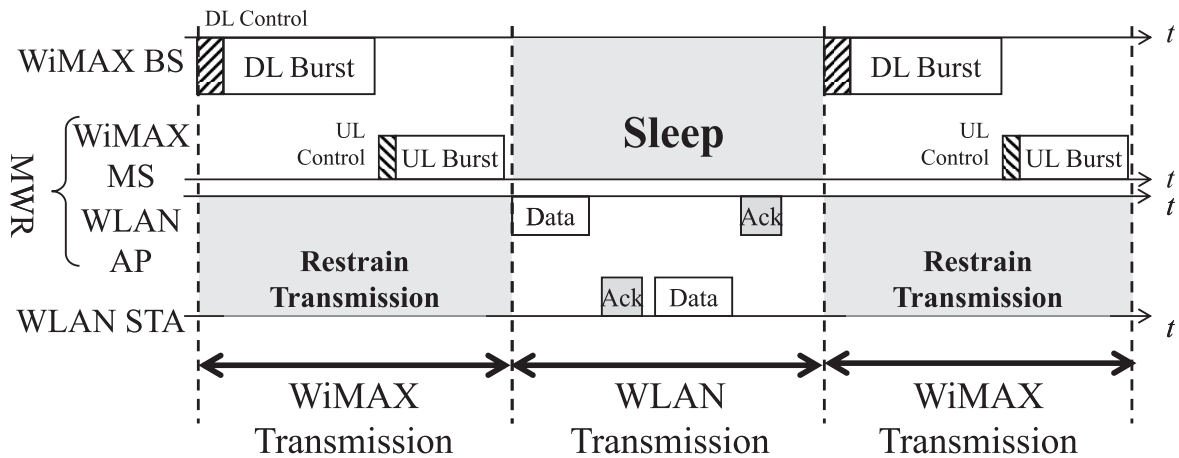 DL Control
t
WiMAX BS
DL Burst
DL Burst
Sleep
WiMAX
MS
UL
Control
UL Burst
UL
Control
UL Burst
t
t
MWR
WLAN
AP
Data
Ack
Restrain
Transmission
Restrain
Transmission
Ack
Data
WLAN STA
t
WiMAX
Transmission
WLAN
Transmission
WiMAX
Transmission